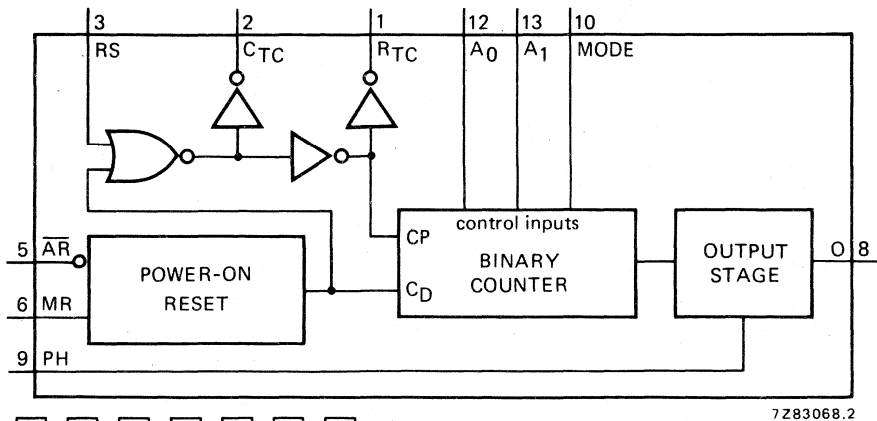 3 2 1 12 13 10
RS CTC RTC A0 A1 MODE
control inputs
CP
5 AR
POWER-ON
RESET
BINARY
COUNTER
OUTPUT
STAGE
O 8
CD
6 MR
9 PH
7Z83068.2